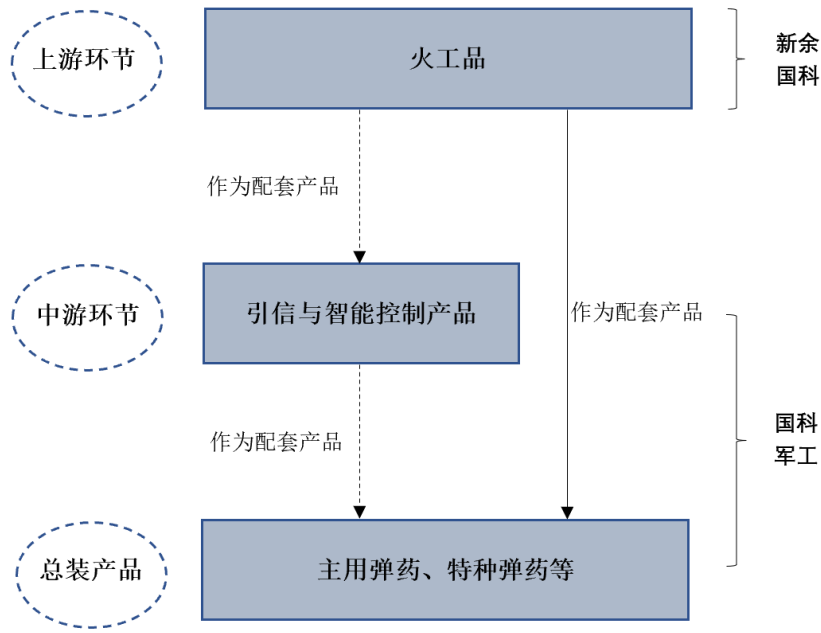 上游环节
火工品
新余
国科
作为配套产品
中游环节
引信与智能控制产品
作为配套产品
作为配套产品
国科
军工
总装产品
主用弹药、特种弹药等